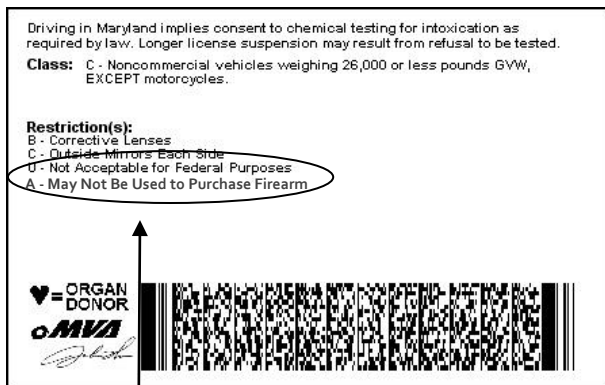 Driving in Maryland implies consent to chemical testing for intoxication as
required by law. Longer license suspension may result from refusal to be tested.
Class: C - Noncommercial vehicles weighing 26,000 or less pounds GVW,
EXCEPT motorcycles.
Restriction(s):
B - Corrective Lenses
C - Outside Mirrors Each Side
U - Not Acceptable for Federal Purposes
A - May Not Be Used to Purchase Firearm
♥= ORGAN
DONOR
MVA